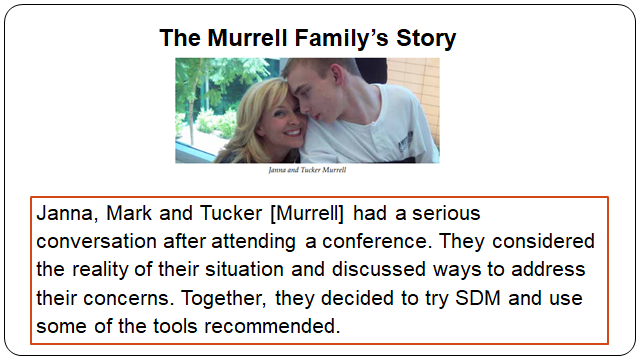 The Murrell Family’s Story
Janna and Tucker Murrell
Janna, Mark and Tucker [Murrell] had a serious
conversation after attending a conference. They considered
the reality of their situation and discussed ways to address
their concerns. Together, they decided to try SDM and use
some of the tools recommended.